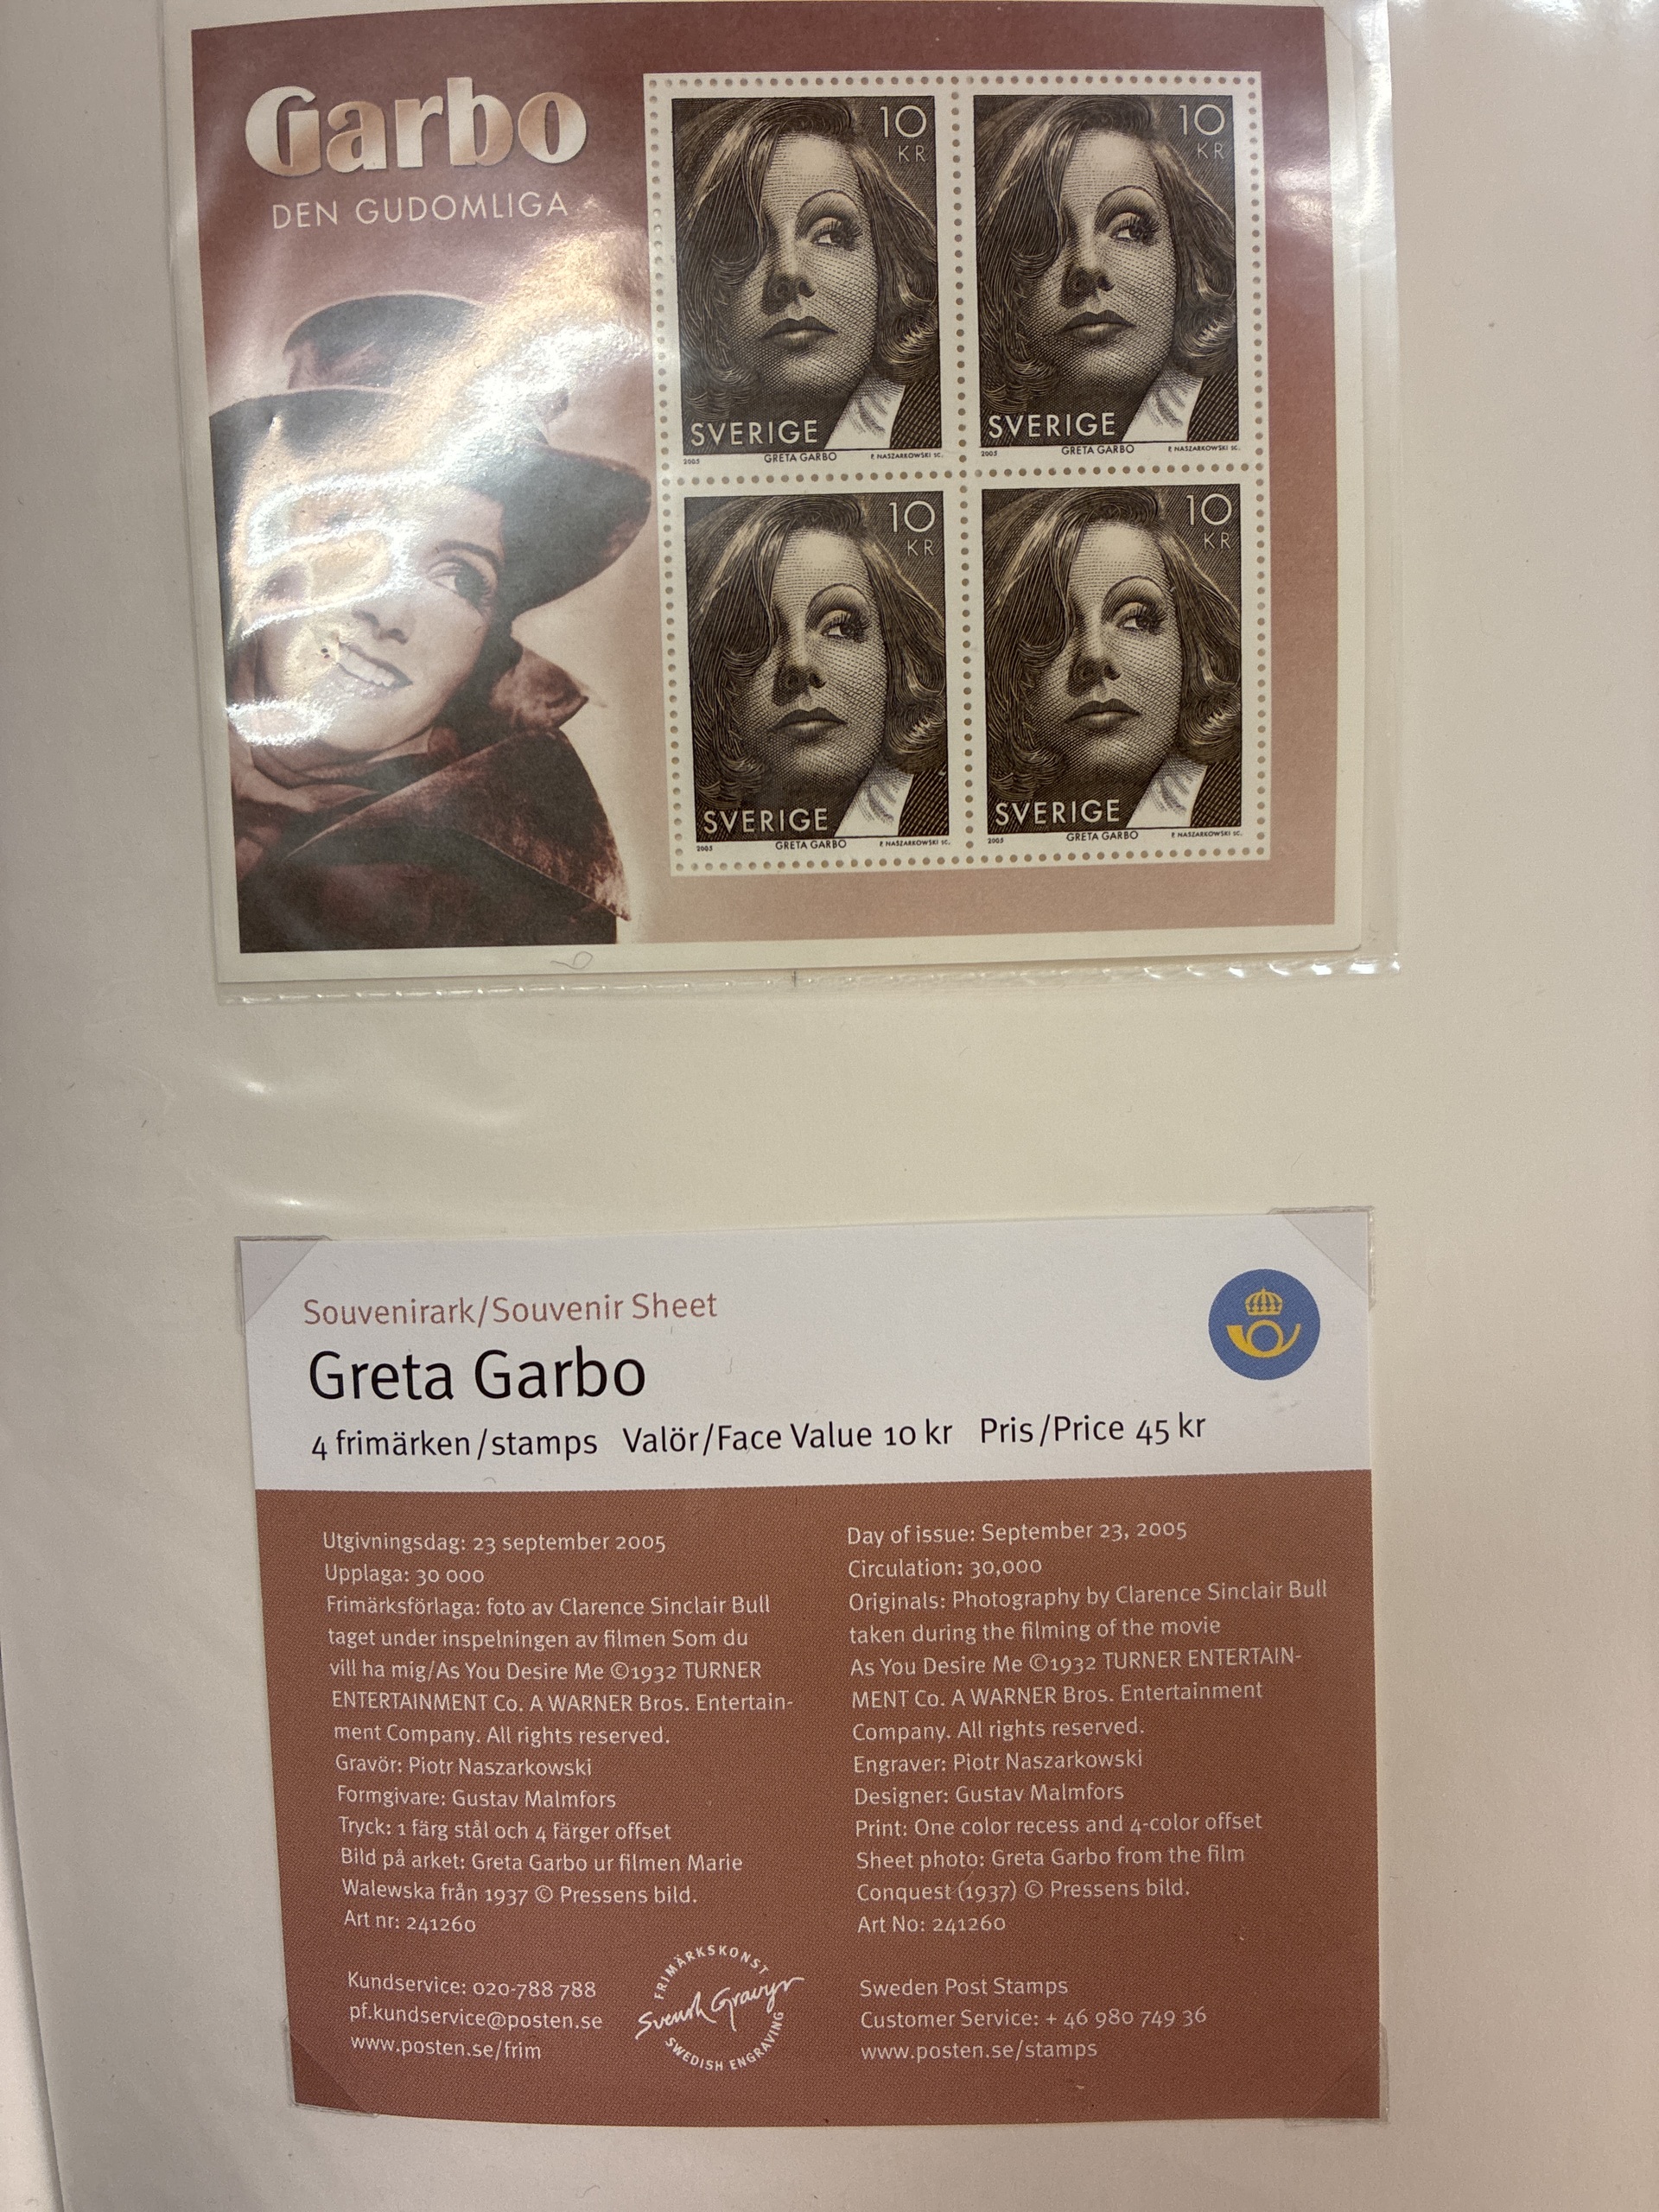 Garbo
DEN GUDOMLIGA
10
KR
SVERIGE
2005 GRETA GARBO P. NASZARKOWSKI SC.
10
KR
SVERIGE
2005 GRETA GARBO P. NASZARKOWSKI SC.
10
KR
SVERIGE
2005 GRETA GARBO P. NASZARKOWSKI SC.
10
KR
SVERIGE
2005 GRETA GARBO P. NASZARKOWSKI SC.
Souvenirark/Souvenir Sheet
Greta Garbo
4 frimärken/stamps Valör/Face Value 10 kr Pris/Price 45 kr
Utgivningsdag: 23 september 2005
Upplaga: 30 000
Frimärksförlaga: foto av Clarence Sinclair Bull
taget under inspelningen av filmen Som du
vill ha mig/As You Desire Me ©1932 TURNER
ENTERTAINMENT Co. A WARNER Bros. Entertain-
ment Company. All rights reserved.
Gravör: Piotr Naszarkowski
Formgivare: Gustav Malmfors
Tryck: 1 färg stål och 4 färger offset
Bild på arket: Greta Garbo ur filmen Marie
Walewska från 1937 © Pressens bild.
Art nr: 241260
Kundservice: 020-788 788
pf.kundservice@posten.se
www.posten.se/frim
FRIMÄRKSKONST
Svensk Gravyr
SWEDISH ENGRAVING
Day of issue: September 23, 2005
Circulation: 30,000
Originals: Photography by Clarence Sinclair Bull
taken during the filming of the movie
As You Desire Me ©1932 TURNER ENTERTAIN-
MENT Co. A WARNER Bros. Entertainment
Company. All rights reserved.
Engraver: Piotr Naszarkowski
Designer: Gustav Malmfors
Print: One color recess and 4-color offset
Sheet photo: Greta Garbo from the film
Conquest (1937) © Pressens bild.
Art No: 241260
Sweden Post Stamps
Customer Service: + 46 980 749 36
www.posten.se/stamps